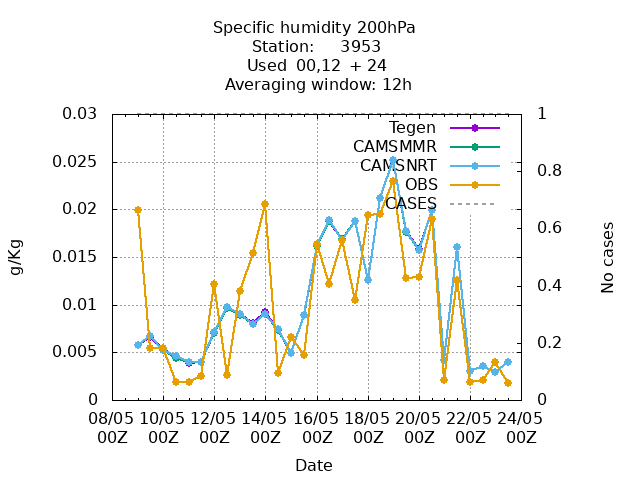 Specific humidity 200hPa
Station: 3953
Used 00,12 + 24
Averaging window: 12h
0.03
0.025
0.02
0.015
0.01
0.005
0
g/Kg
1
0.8
0.6
0.4
0.2
0
No cases
Tegen
CAMSMMR
CAMSNRT
OBS
CASES
08/05 10/05 12/05 14/05 16/05 18/05 20/05 22/05 24/05
00Z 00Z 00Z 00Z 00Z 00Z 00Z 00Z 00Z
Date